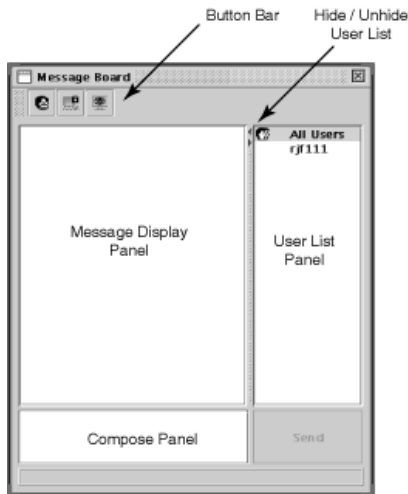 Button Bar
Hide / Unhide
User List
Message Board
All Users
rjf111
Message Display
Panel
User List
Panel
Compose Panel
Send